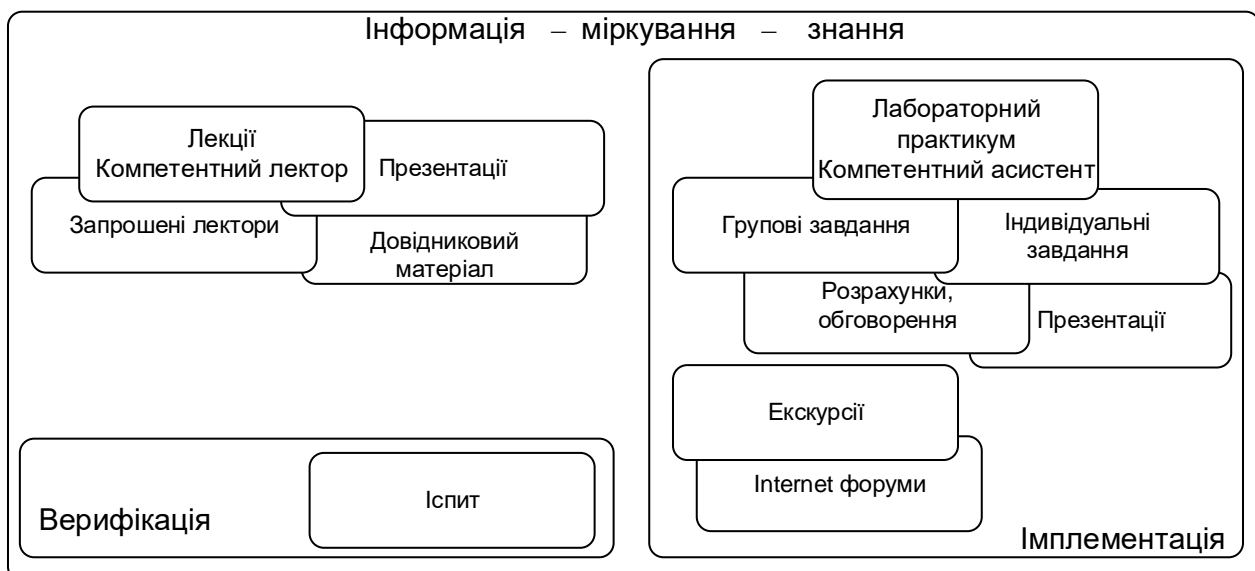 Інформація – міркування – знання
Лекції
Компетентний лектор
Презентації
Запрошені лектори
Довідниковий
матеріал
Верифікація
Іспит
Лабораторний
практикум
Компетентний асистент
Групові завдання
Індивідуальні
завдання
Розрахунки,
обговорення
Презентації
Екскурсії
Internet форуми
Імплементація